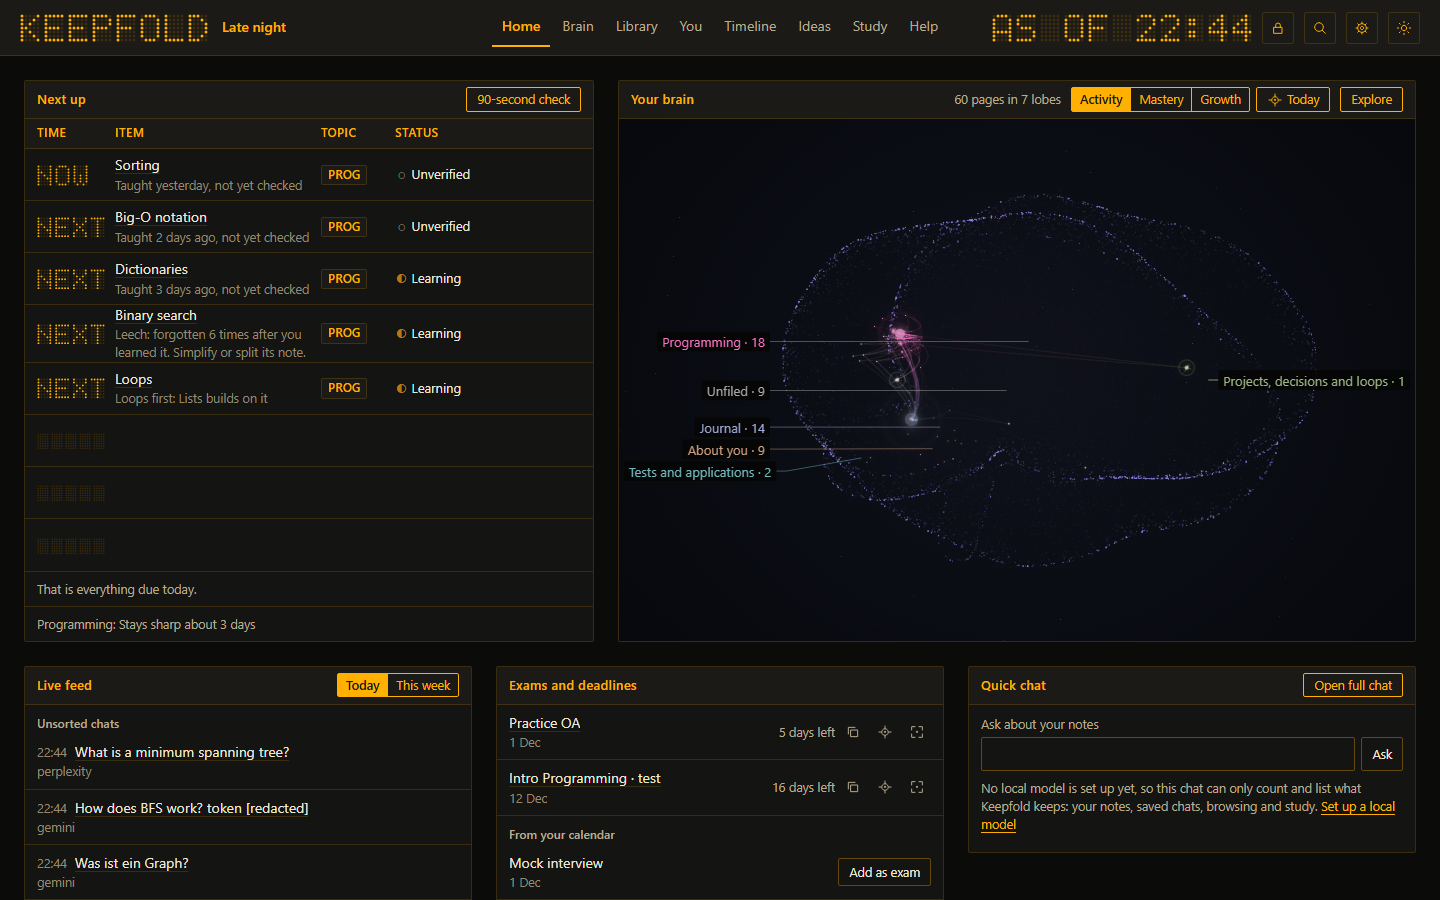 KEEPFOLD Late night Home Brain Library You Timeline Ideas Study Help AS OF 22:44
Next up 90-second check
TIME ITEM TOPIC STATUS
NOW Sorting PROG Unverified
Taught yesterday, not yet checked
NEXT Big-O notation PROG Unverified
Taught 2 days ago, not yet checked
NEXT Dictionaries PROG Learning
Taught 3 days ago, not yet checked
NEXT Binary search PROG Learning
Leech: forgotten 6 times after you
learned it. Simplify or split its note.
NEXT Loops PROG Learning
Loops first: Lists builds on it
That is everything due today.
Programming: Stays sharp about 3 days
Your brain 60 pages in 7 lobes Activity Mastery Growth Today Explore
Programming · 18
Projects, decisions and loops · 1
Unfiled · 9
Journal · 14
About you · 9
Tests and applications · 2
Live feed Today This week
Unsorted chats
22:44 What is a minimum spanning tree?
perplexity
22:44 How does BFS work? token [redacted]
gemini
22:44 Was ist ein Graph?
gemini
Exams and deadlines
Practice OA 5 days left
1 Dec
Intro Programming · test 16 days left
12 Dec
From your calendar
Mock interview Add as exam
1 Dec
Quick chat Open full chat
Ask about your notes
Ask
No local model is set up yet, so this chat can only count and list what
Keepfold keeps: your notes, saved chats, browsing and study. Set up a local
model